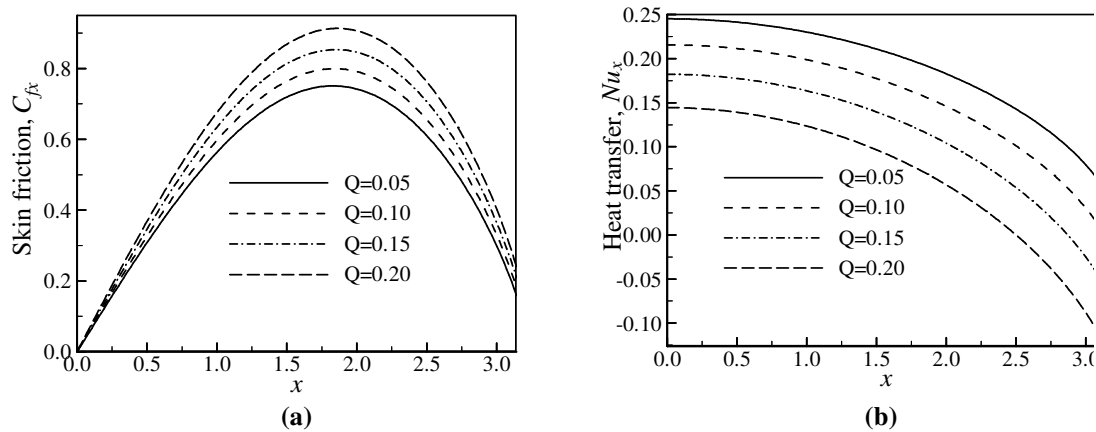 Skin friction, C_fx
0.8
0.6
0.4
0.2
0.0
0.0 0.5 1.0 1.5 2.0 2.5 3.0
x
Q=0.05
Q=0.10
Q=0.15
Q=0.20
(a)
Heat transfer, Nu_x
0.25
0.20
0.15
0.10
0.05
0.00
-0.05
-0.10
0.0 0.5 1.0 1.5 2.0 2.5 3.0
x
Q=0.05
Q=0.10
Q=0.15
Q=0.20
(b)